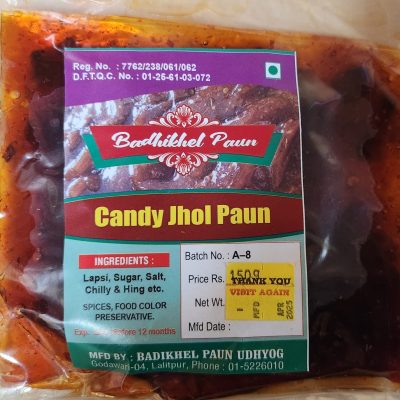 Reg. No. : 7762/238/061/062
D.F.T.Q.C. No. : 01-25-61-03-072
Badhikhel Paun
Candy Jhol Paun
INGREDIENTS :
Lapsi, Sugar, Salt,
Chilly & Hing etc.
SPICES, FOOD COLOR
PRESERVATIVE.
Before 12 months
Batch No. : A–8
Price Rs.
Net Wt.
Mfd Date :
150g
THANK YOU
VISIT AGAIN
MFD
APR
2025
MFD BY : BADIKHEL PAUN UDHYOG
Godawari-04, Lalitpur, Phone : 01-5226010